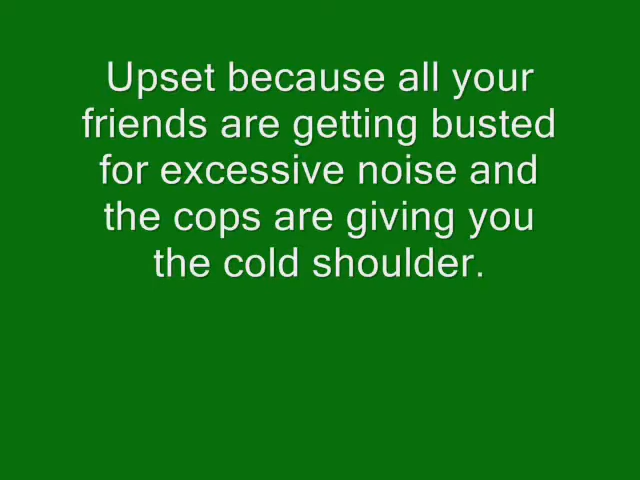 Upset because all your
friends are getting busted
for excessive noise and
the cops are giving you
the cold shoulder.